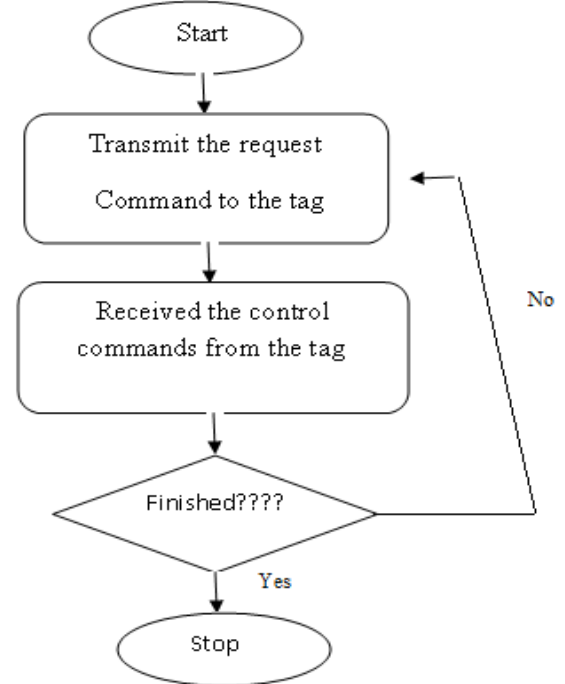 Start
Transmit the request
Command to the tag
Received the control
commands from the tag
No
Finished????
Yes
Stop